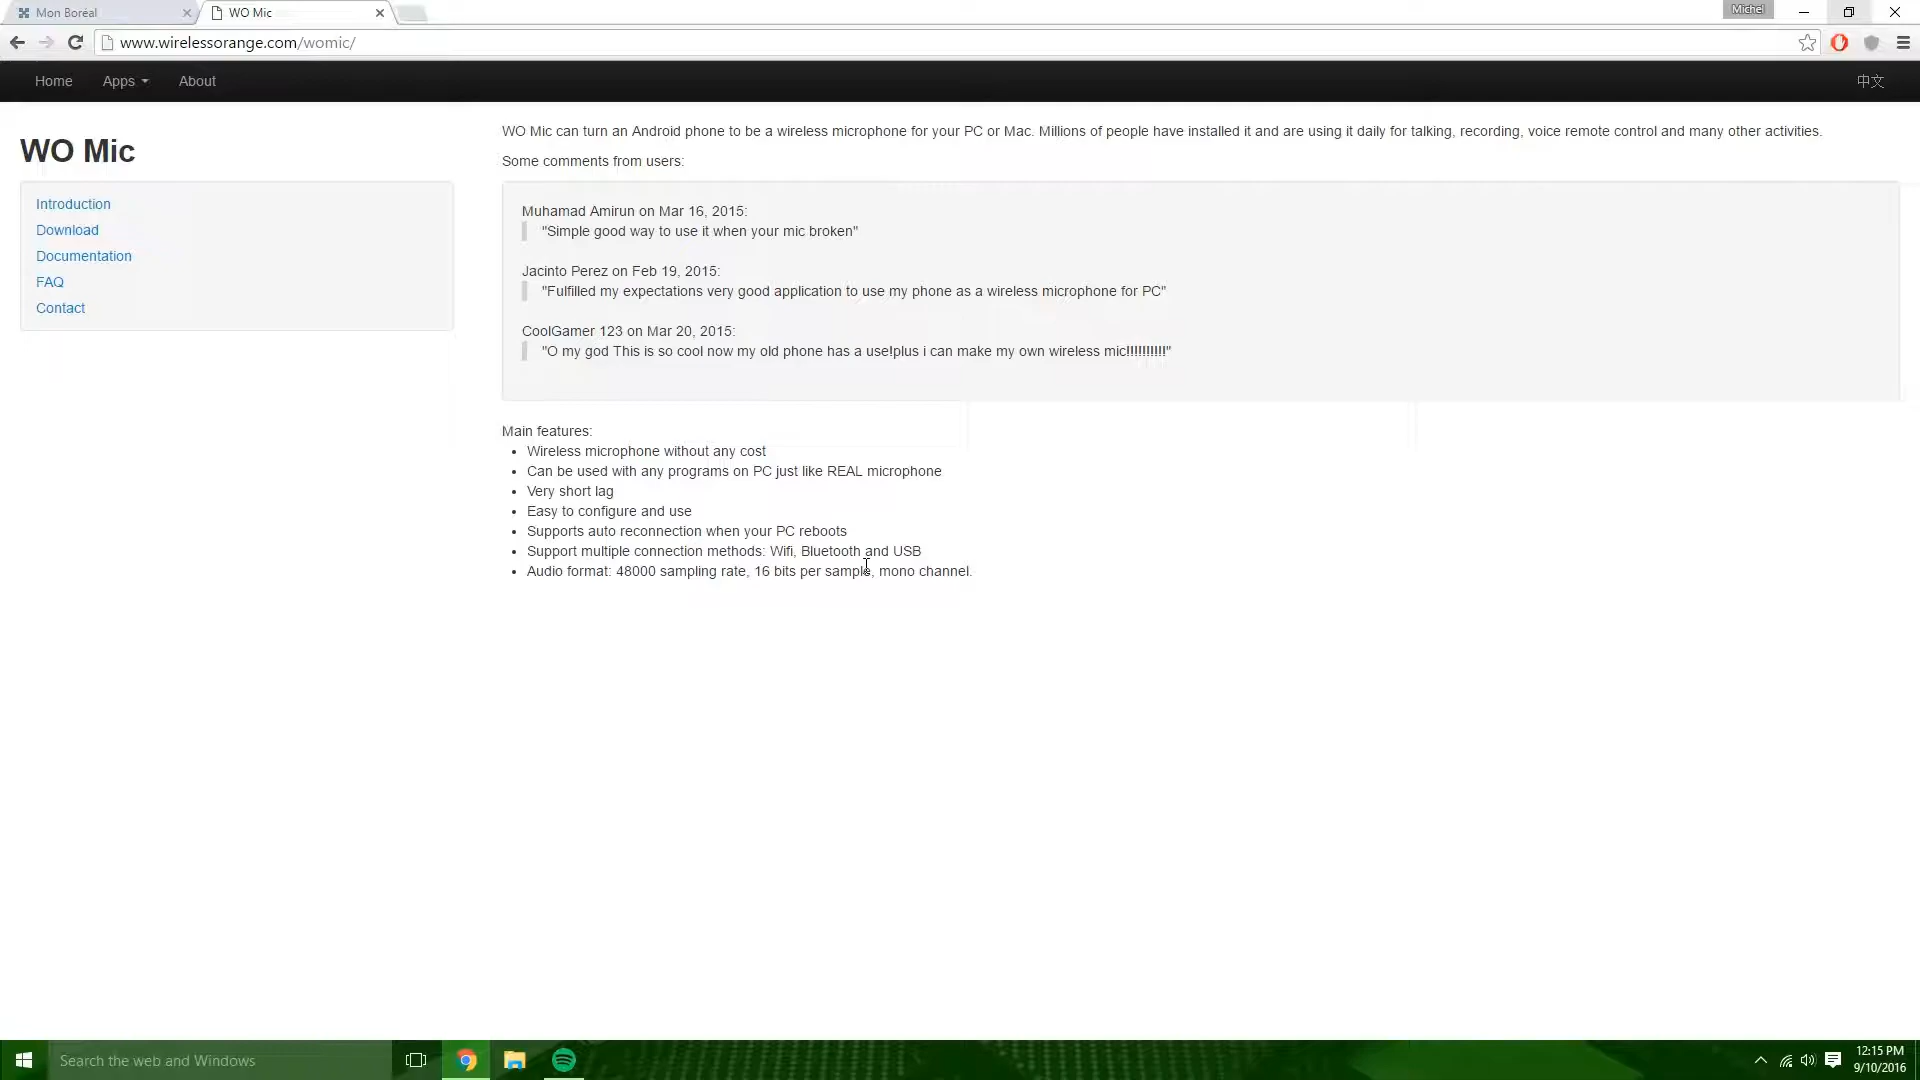 Mon Boréal
WO Mic
Michel
www.wirelessorange.com/womic/
Home
Apps
About
中文
WO Mic
Introduction
Download
Documentation
FAQ
Contact
WO Mic can turn an Android phone to be a wireless microphone for your PC or Mac. Millions of people have installed it and are using it daily for talking, recording, voice remote control and many other activities.
Some comments from users:
Muhamad Amirun on Mar 16, 2015:
"Simple good way to use it when your mic broken"
Jacinto Perez on Feb 19, 2015:
"Fulfilled my expectations very good application to use my phone as a wireless microphone for PC"
CoolGamer 123 on Mar 20, 2015:
"O my god This is so cool now my old phone has a use!plus i can make my own wireless mic!!!!!!!!!!"
Main features:
Wireless microphone without any cost
Can be used with any programs on PC just like REAL microphone
Very short lag
Easy to configure and use
Supports auto reconnection when your PC reboots
Support multiple connection methods: Wifi, Bluetooth and USB
Audio format: 48000 sampling rate, 16 bits per sample, mono channel.
Search the web and Windows
12:15 PM
9/10/2016